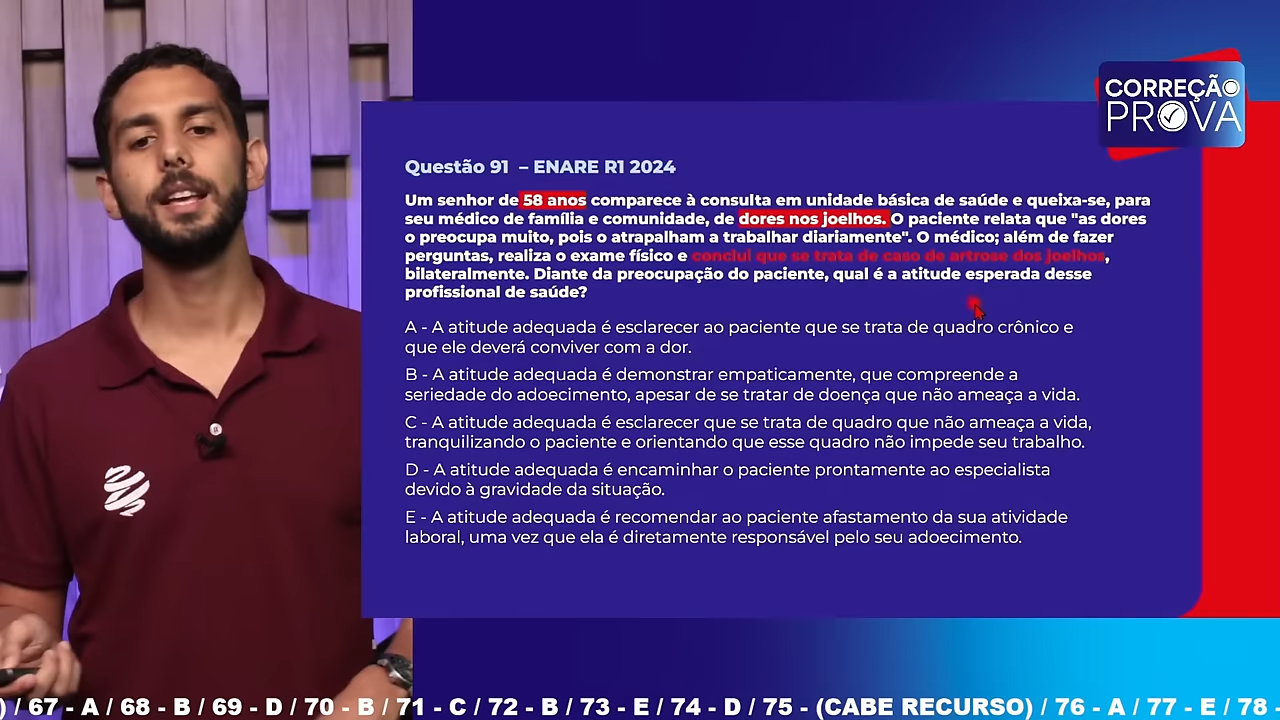 CORREÇÃO
PROVA
Questão 91 – ENARE R1 2024
Um senhor de 58 anos comparece à consulta em unidade básica de saúde e queixa-se, para
seu médico de família e comunidade, de dores nos joelhos. O paciente relata que "as dores
o preocupa muito, pois o atrapalham a trabalhar diariamente". O médico; além de fazer
perguntas, realiza o exame físico e conclui que se trata de caso de artrose dos joelhos,
bilateralmente. Diante da preocupação do paciente, qual é a atitude esperada desse
profissional de saúde?
A - A atitude adequada é esclarecer ao paciente que se trata de quadro crônico e
que ele deverá conviver com a dor.
B - A atitude adequada é demonstrar empaticamente, que compreende a
seriedade do adoecimento, apesar de se tratar de doença que não ameaça a vida.
C - A atitude adequada é esclarecer que se trata de quadro que não ameaça a vida,
tranquilizando o paciente e orientando que esse quadro não impede seu trabalho.
D - A atitude adequada é encaminhar o paciente prontamente ao especialista
devido à gravidade da situação.
E - A atitude adequada é recomendar ao paciente afastamento da sua atividade
laboral, uma vez que ela é diretamente responsável pelo seu adoecimento.
) / 67 - A / 68 - B / 69 - D / 70 - B / 71 - C / 72 - B / 73 - E / 74 - D / 75 - (CABE RECURSO) / 76 - A / 77 - E / 78 -